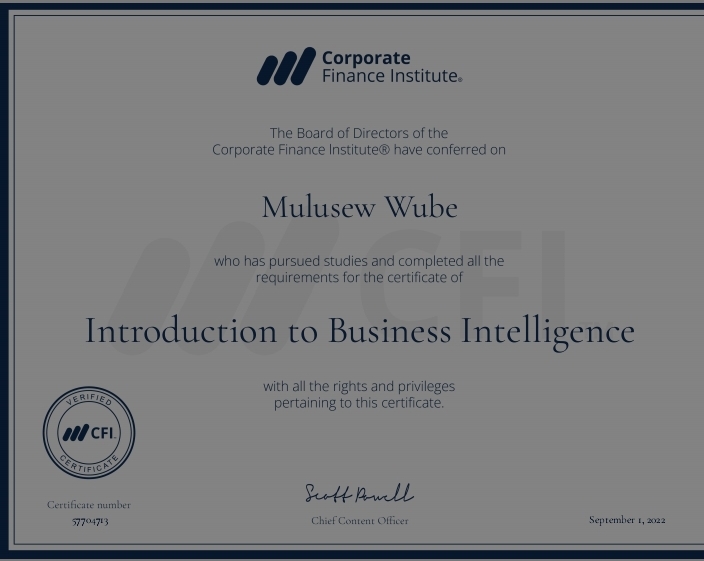 Corporate
Finance Institute®
The Board of Directors of the
Corporate Finance Institute® have conferred on
Mulusew Wube
CFI
who has pursued studies and completed all the
requirements for the certificate of
Introduction to Business Intelligence
with all the rights and privileges
pertaining to this certificate.
VERIFIED
CFI
CERTIFICATE
Scott Powell
Certificate number
57704713
Chief Content Officer
September 1, 2022